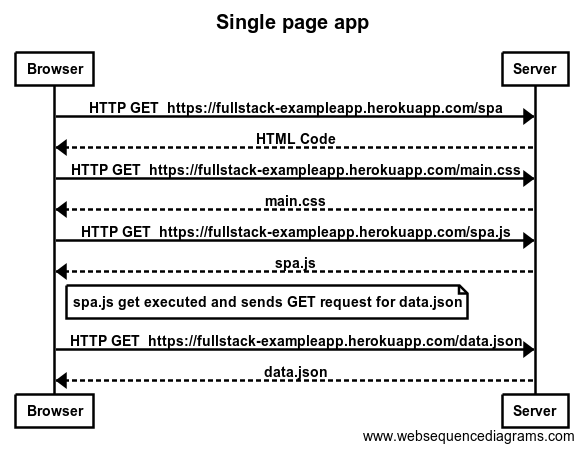 Single page app
Browser Server
HTTP GET  https://fullstack-exampleapp.herokuapp.com/spa
HTML Code
HTTP GET  https://fullstack-exampleapp.herokuapp.com/main.css
main.css
HTTP GET  https://fullstack-exampleapp.herokuapp.com/spa.js
spa.js
spa.js get executed and sends GET request for data.json
HTTP GET  https://fullstack-exampleapp.herokuapp.com/data.json
data.json
Browser Server
www.websequencediagrams.com